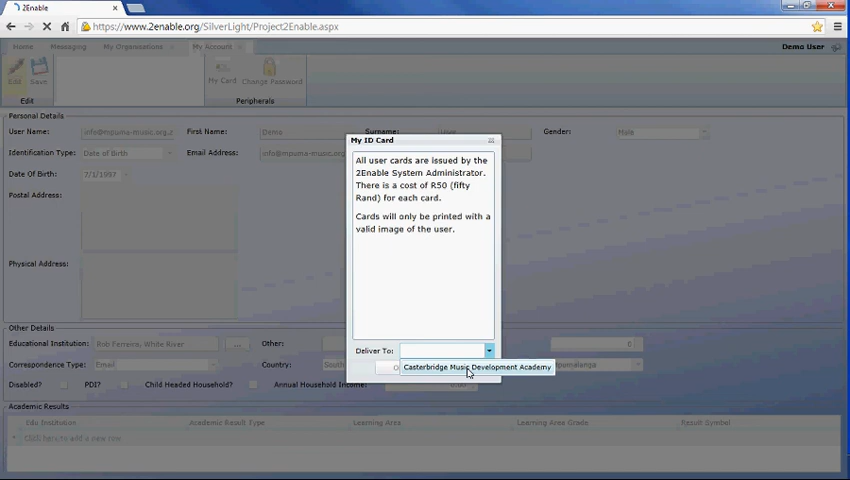 2Enable
https://www.2enable.org/SilverLight/Project2Enable.aspx
Home Messaging My Organisations My Account Demo User
Edit Save My Card Change Password
Edit Peripherals
Personal Details
User Name: info@mpuma-music.org.z First Name: Demo Surname: User Gender: Male
Identification Type: Date of Birth Email Address: info@mpuma-music.org.z
Date Of Birth: 7/1/1997
Postal Address:
Physical Address:
My ID Card
All user cards are issued by the
2Enable System Administrator.
There is a cost of R50 (fifty
Rand) for each card.
Cards will only be printed with a
valid image of the user.
Deliver To:
Casterbridge Music Development Academy
Other Details
Educational Institution: Rob Ferreira, White River ... Other: 0
Correspondence Type: Email Country: South
Disabled? PDI? Child Headed Household? Annual Household Income:
Academic Results
Edu Institution Academic Result Type Learning Area Learning Area Grade Result Symbol
Click here to add a new row